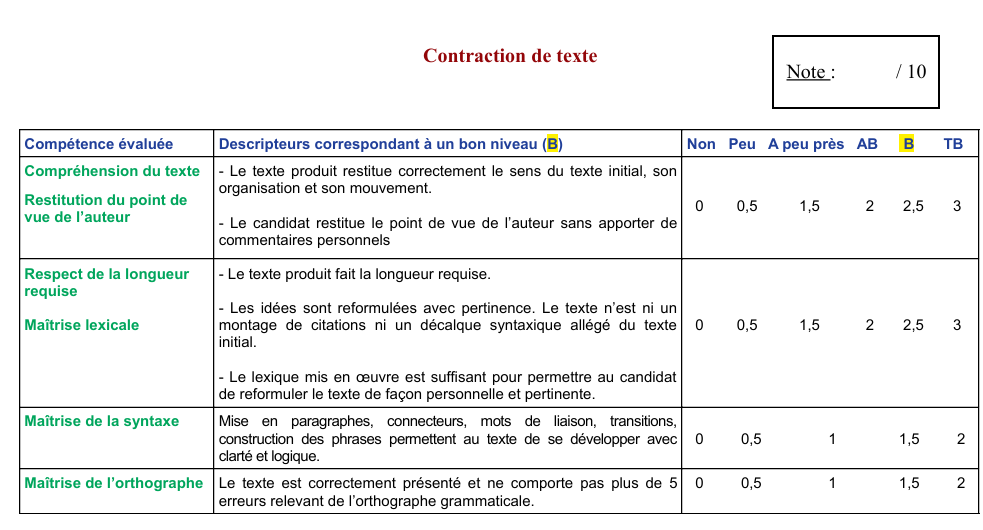 Contraction de texte
Note : / 10
Compétence évaluée Descripteurs correspondant à un bon niveau (B) Non Peu A peu près AB B TB
Compréhension du texte
Restitution du point de
vue de l’auteur
- Le texte produit restitue correctement le sens du texte initial, son
organisation et son mouvement.
- Le candidat restitue le point de vue de l’auteur sans apporter de
commentaires personnels
0 0,5 1,5 2 2,5 3
Respect de la longueur
requise
Maîtrise lexicale
- Le texte produit fait la longueur requise.
- Les idées sont reformulées avec pertinence. Le texte n’est ni un
montage de citations ni un décalque syntaxique allégé du texte
initial.
- Le lexique mis en œuvre est suffisant pour permettre au candidat
de reformuler le texte de façon personnelle et pertinente.
0 0,5 1,5 2 2,5 3
Maîtrise de la syntaxe
Mise en paragraphes, connecteurs, mots de liaison, transitions,
construction des phrases permettent au texte de se développer avec
clarté et logique.
0 0,5 1 1,5 2
Maîtrise de l’orthographe
Le texte est correctement présenté et ne comporte pas plus de 5
erreurs relevant de l’orthographe grammaticale.
0 0,5 1 1,5 2